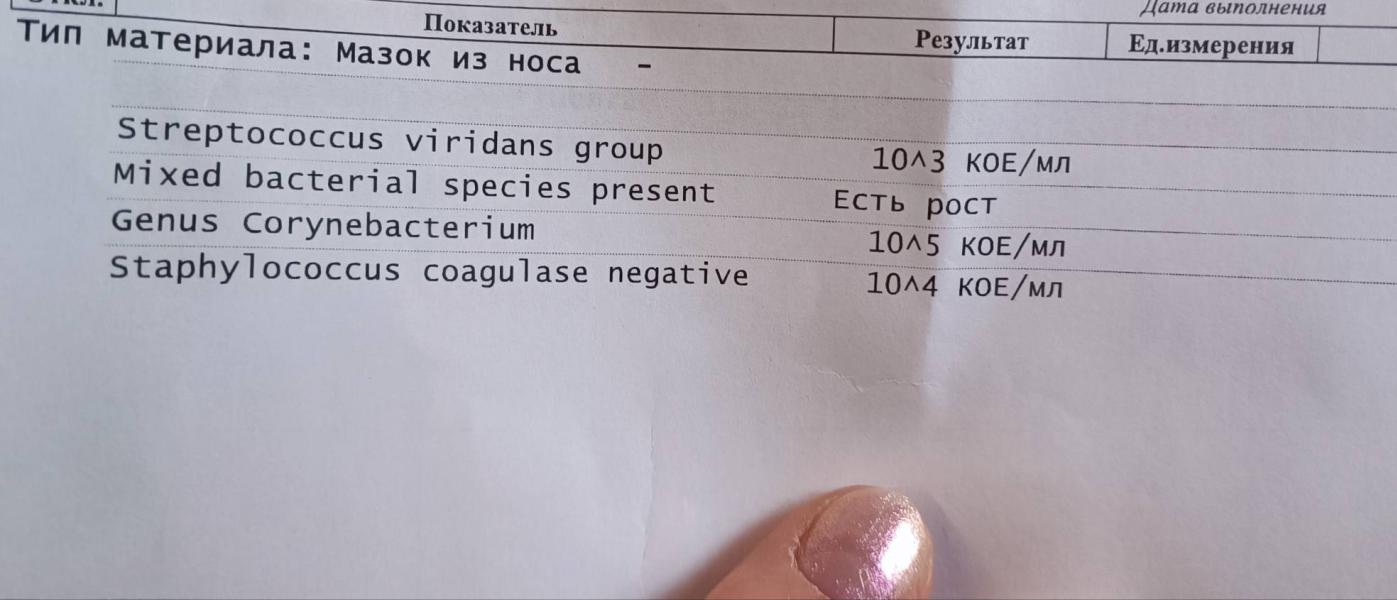 Дата выполнения
Показатель Результат Ед.измерения
Тип материала: Мазок из носа -
Streptococcus viridans group 10^3 КОЕ/мл
Mixed bacterial species present Есть рост
Genus Corynebacterium 10^5 КОЕ/мл
Staphylococcus coagulase negative 10^4 КОЕ/мл